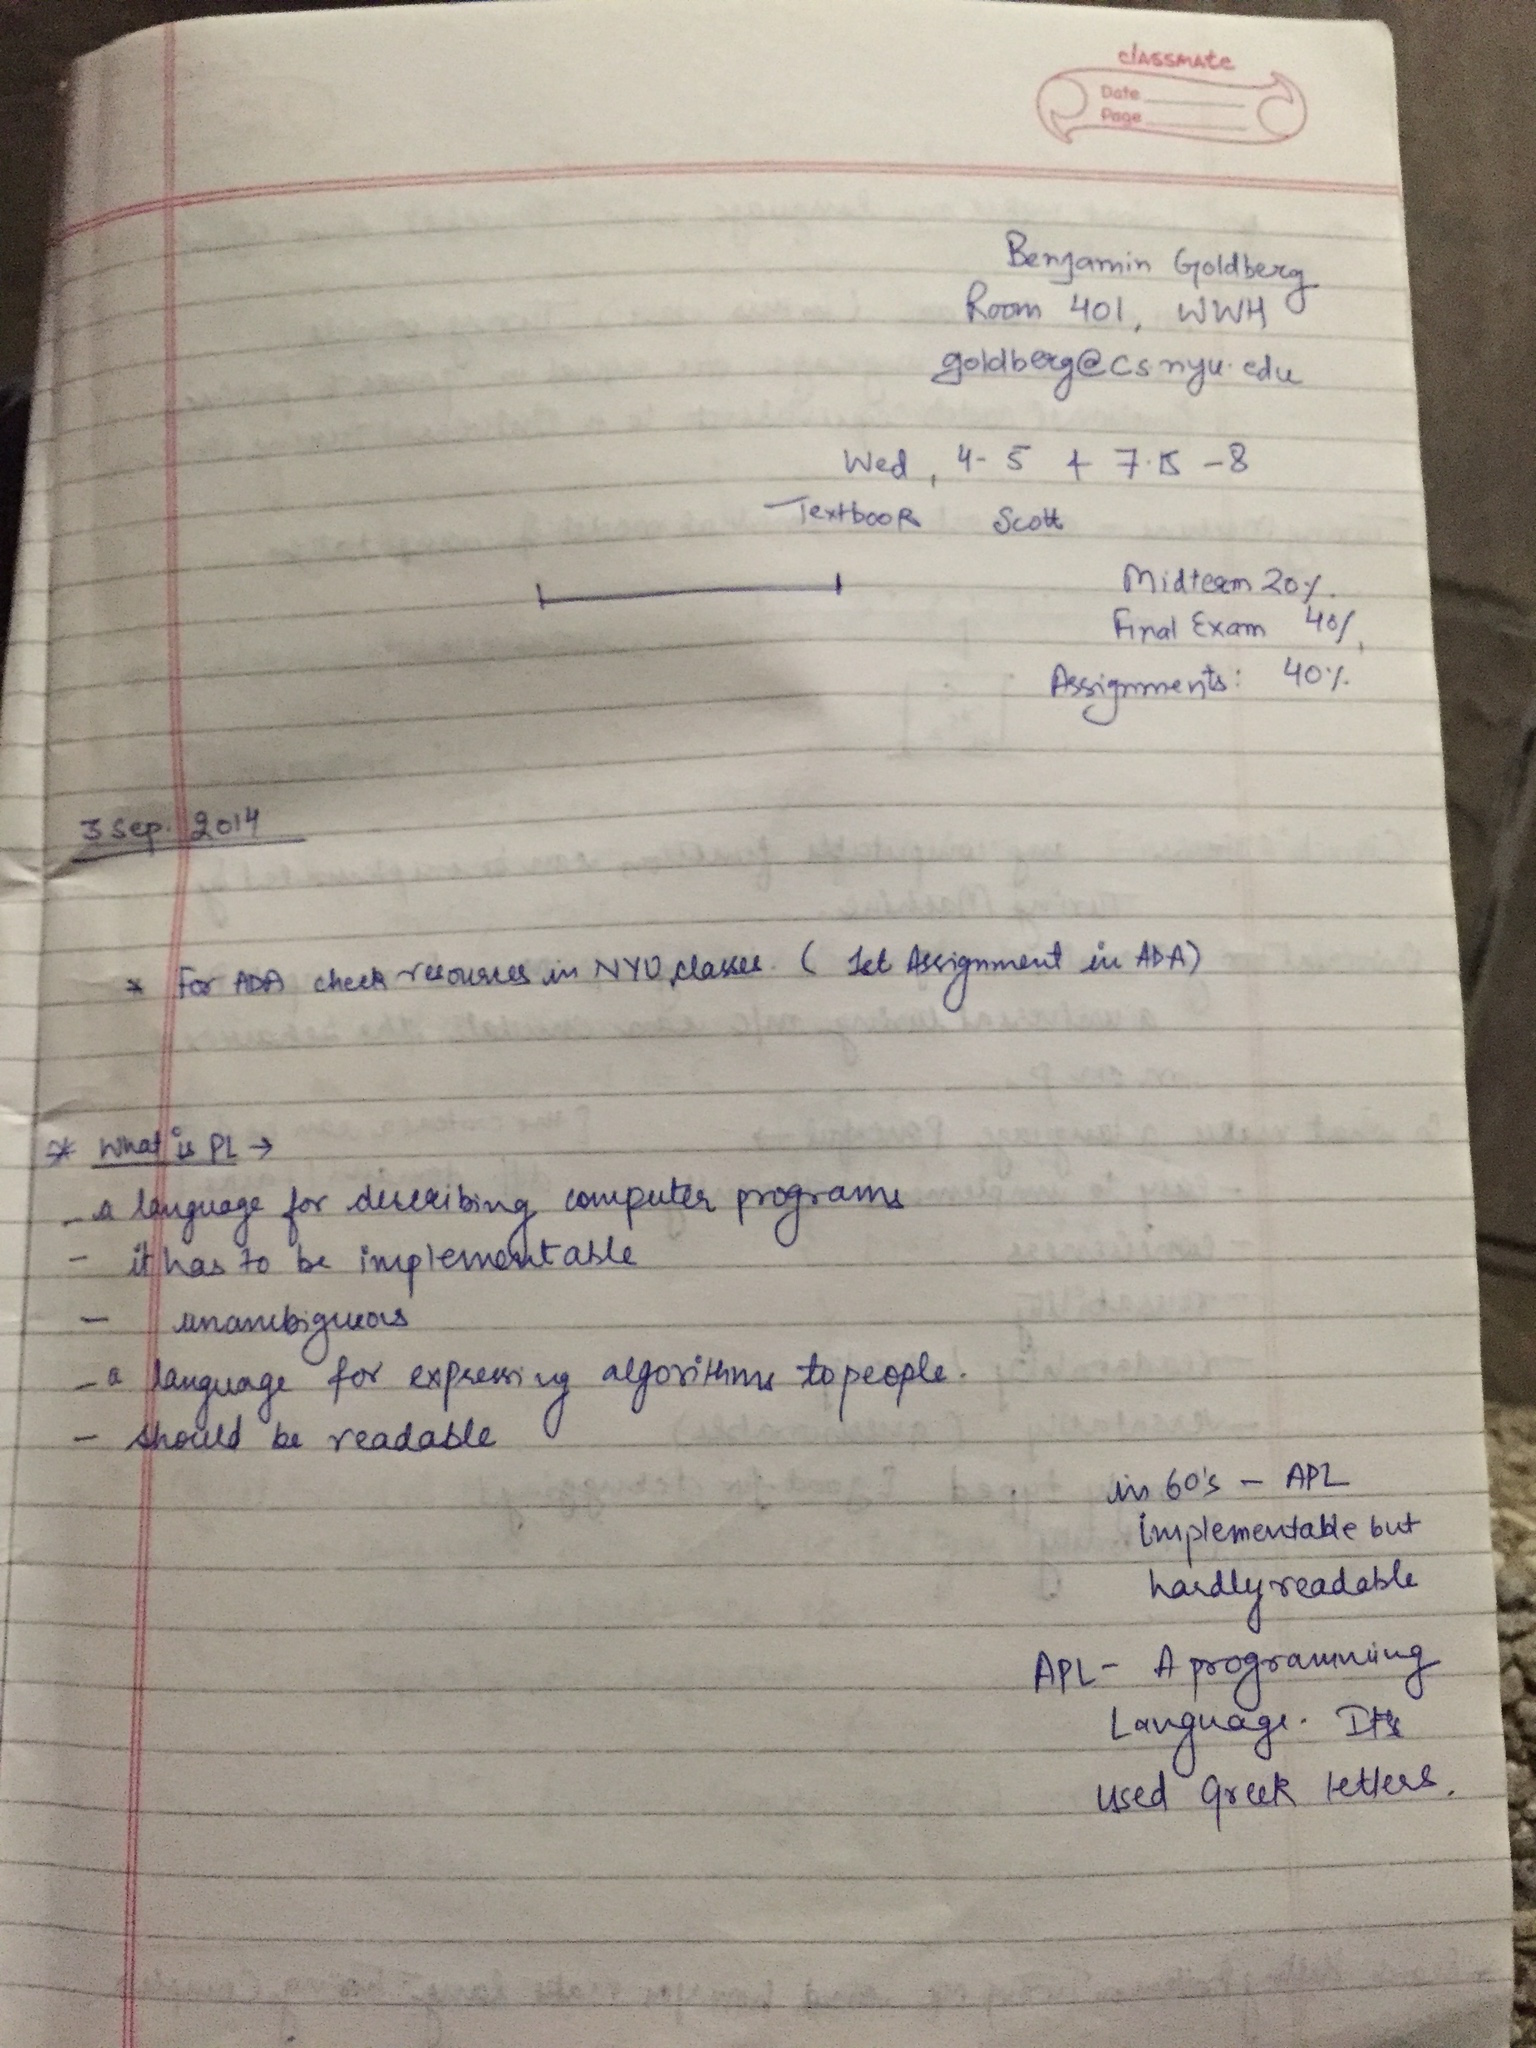 classmate
Date
Page
Benjamin Goldberg
Room 401, WWH
goldberg@cs nyu.edu
Wed, 4-5 + 7.15 - 8
Textbook Scott
Midterm 20%.
Final Exam 40%,
Assignments: 40%.
3 Sep. 2014
* For ADA check resources in NYU classes. ( 1st Assignment in ADA)
* What is PL →
- a language for describing computer programs
- it has to be implementable
- unambiguous
- a language for expressing algorithms to people.
- should be readable
in 60's - APL
implementable but
hardly readable
APL - A programming
Language.
used Greek letters.